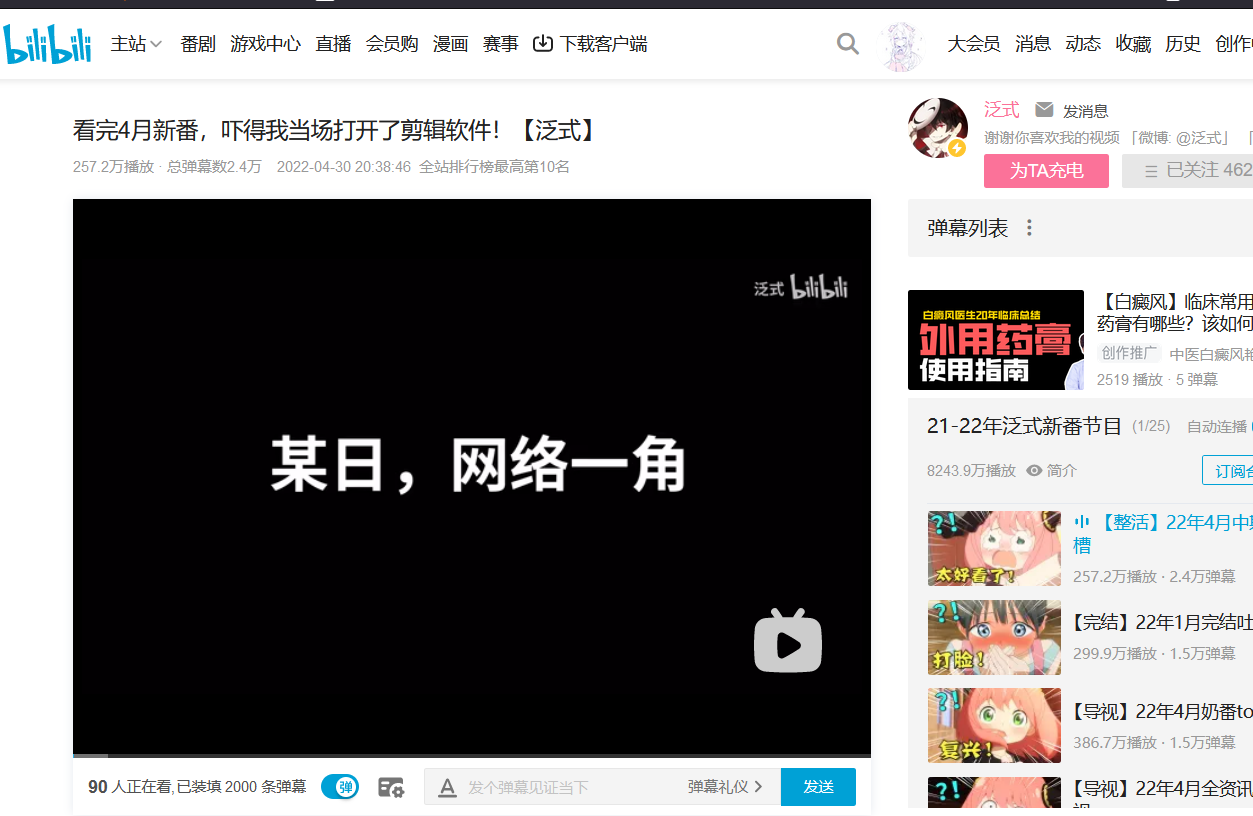 bilibili 主站 番剧 游戏中心 直播 会员购 漫画 赛事 下载客户端 大会员 消息 动态 收藏 历史 创作
看完4月新番，吓得我当场打开了剪辑软件！【泛式】
257.2万播放 · 总弹幕数2.4万 2022-04-30 20:38:46 全站排行榜最高第10名
泛式 bilibili
某日，网络一角
90 人正在看, 已装填 2000 条弹幕 弹 A 发个弹幕见证当下 弹幕礼仪 发送
泛式 发消息
谢谢你喜欢我的视频 「微博: @泛式」 「
为TA充电 已关注 462
弹幕列表
白癜风医生20年临床总结
外用药膏
使用指南
【白癜风】临床常用
药膏有哪些？该如何
创作推广 中医白癜风
2519 播放 · 5 弹幕
21-22年泛式新番节目 (1/25) 自动连播
8243.9万播放 简介 订阅
?!
太好看了!
【整活】22年4月中
槽
257.2万播放 · 2.4万弹幕
?!
打脸!
【完结】22年1月完结吐
299.9万播放 · 1.5万弹幕
?!
复兴!
【导视】22年4月奶番to
386.7万播放 · 1.5万弹幕
?!
【导视】22年4月全资讯